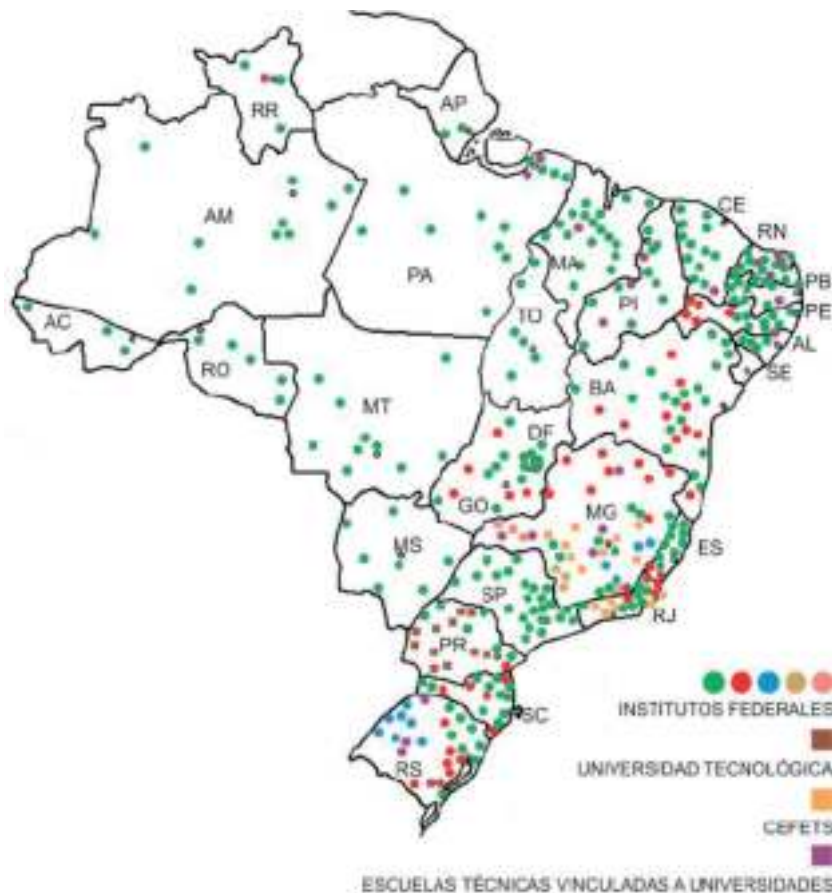 RR
AP
AM
PA
MA
CE
RN
PB
PE
AL
SE
PI
TO
AC
RO
MT
BA
DF
GO
MG
ES
MS
SP
RJ
PR
SC
RS
INSTITUTOS FEDERALES
UNIVERSIDAD TECNOLÓGICA
CEFETS
ESCUELAS TÉCNICAS VINCULADAS A UNIVERSIDADES